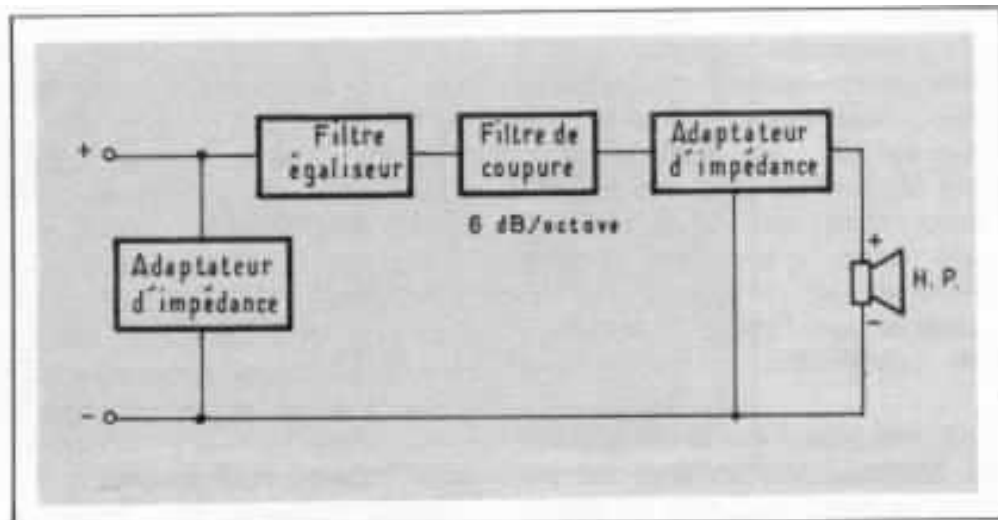 Filtre
égaliseur
Filtre de
coupure
Adaptateur
d'impédance
+
6 dB/octave
Adaptateur
d'impédance
+
H. P.
-
-